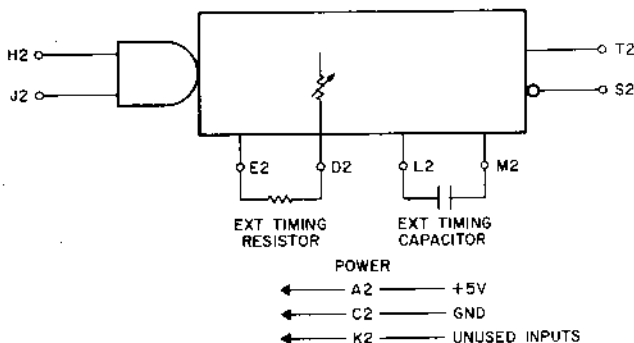 H2
J2
T2
S2
E2
D2
L2
M2
EXT TIMING
RESISTOR
EXT TIMING
CAPACITOR
POWER
A2 +5V
C2 GND
K2 UNUSED INPUTS